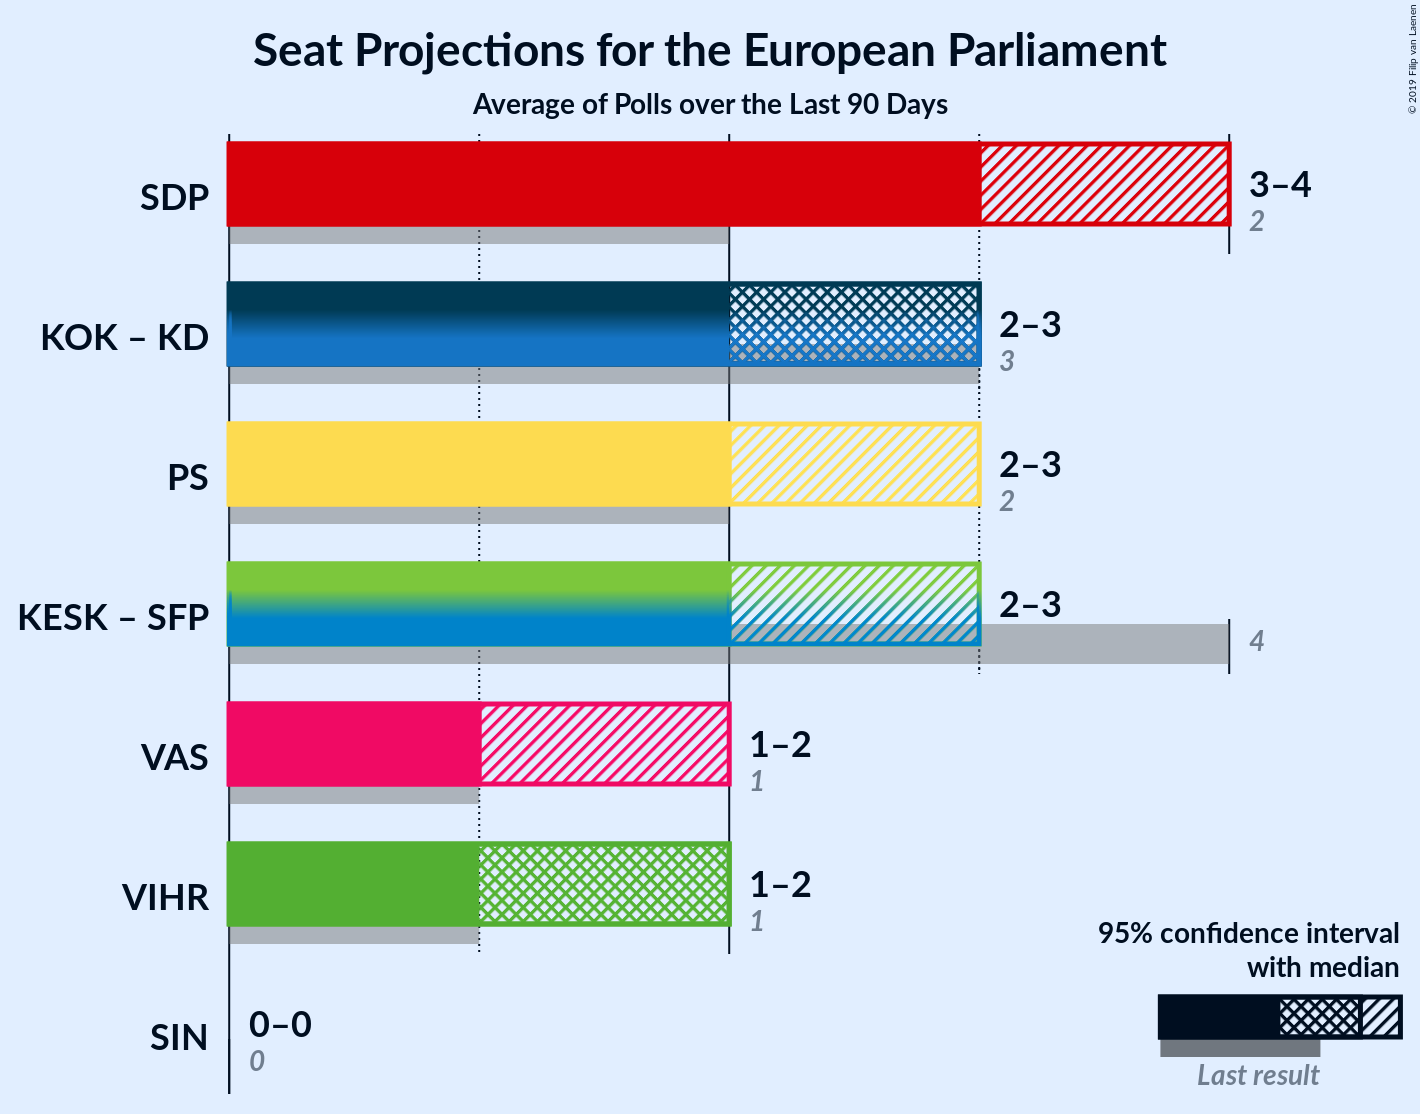 Seat Projections for the European Parliament
Average of Polls over the Last 90 Days
© 2019 Filip van Laenen
SDP
3–4
2
KOK – KD
2–3
3
PS
2–3
2
KESK – SFP
2–3
4
VAS
1–2
1
VIHR
1–2
1
SIN
0–0
0
95% confidence interval
with median
Last result